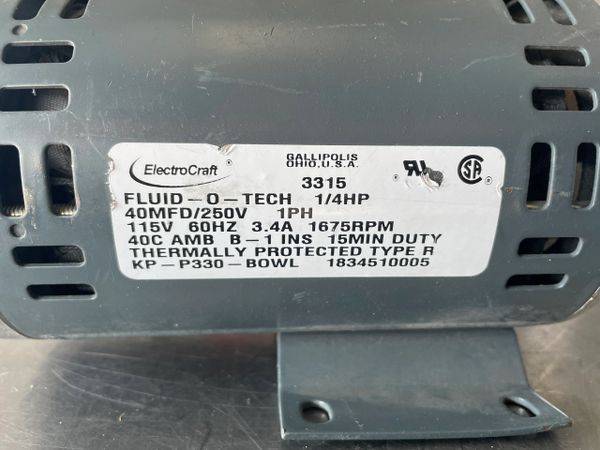 ElectroCraft ®
GALLIPOLIS
OHIO, U.S.A.
3315
FLUID-O-TECH 1/4HP
40MFD/250V 1PH
115V 60HZ 3.4A 1675RPM
40C AMB B-1 INS 15MIN DUTY
THERMALLY PROTECTED TYPE R
KP-P330-BOWL 1834510005